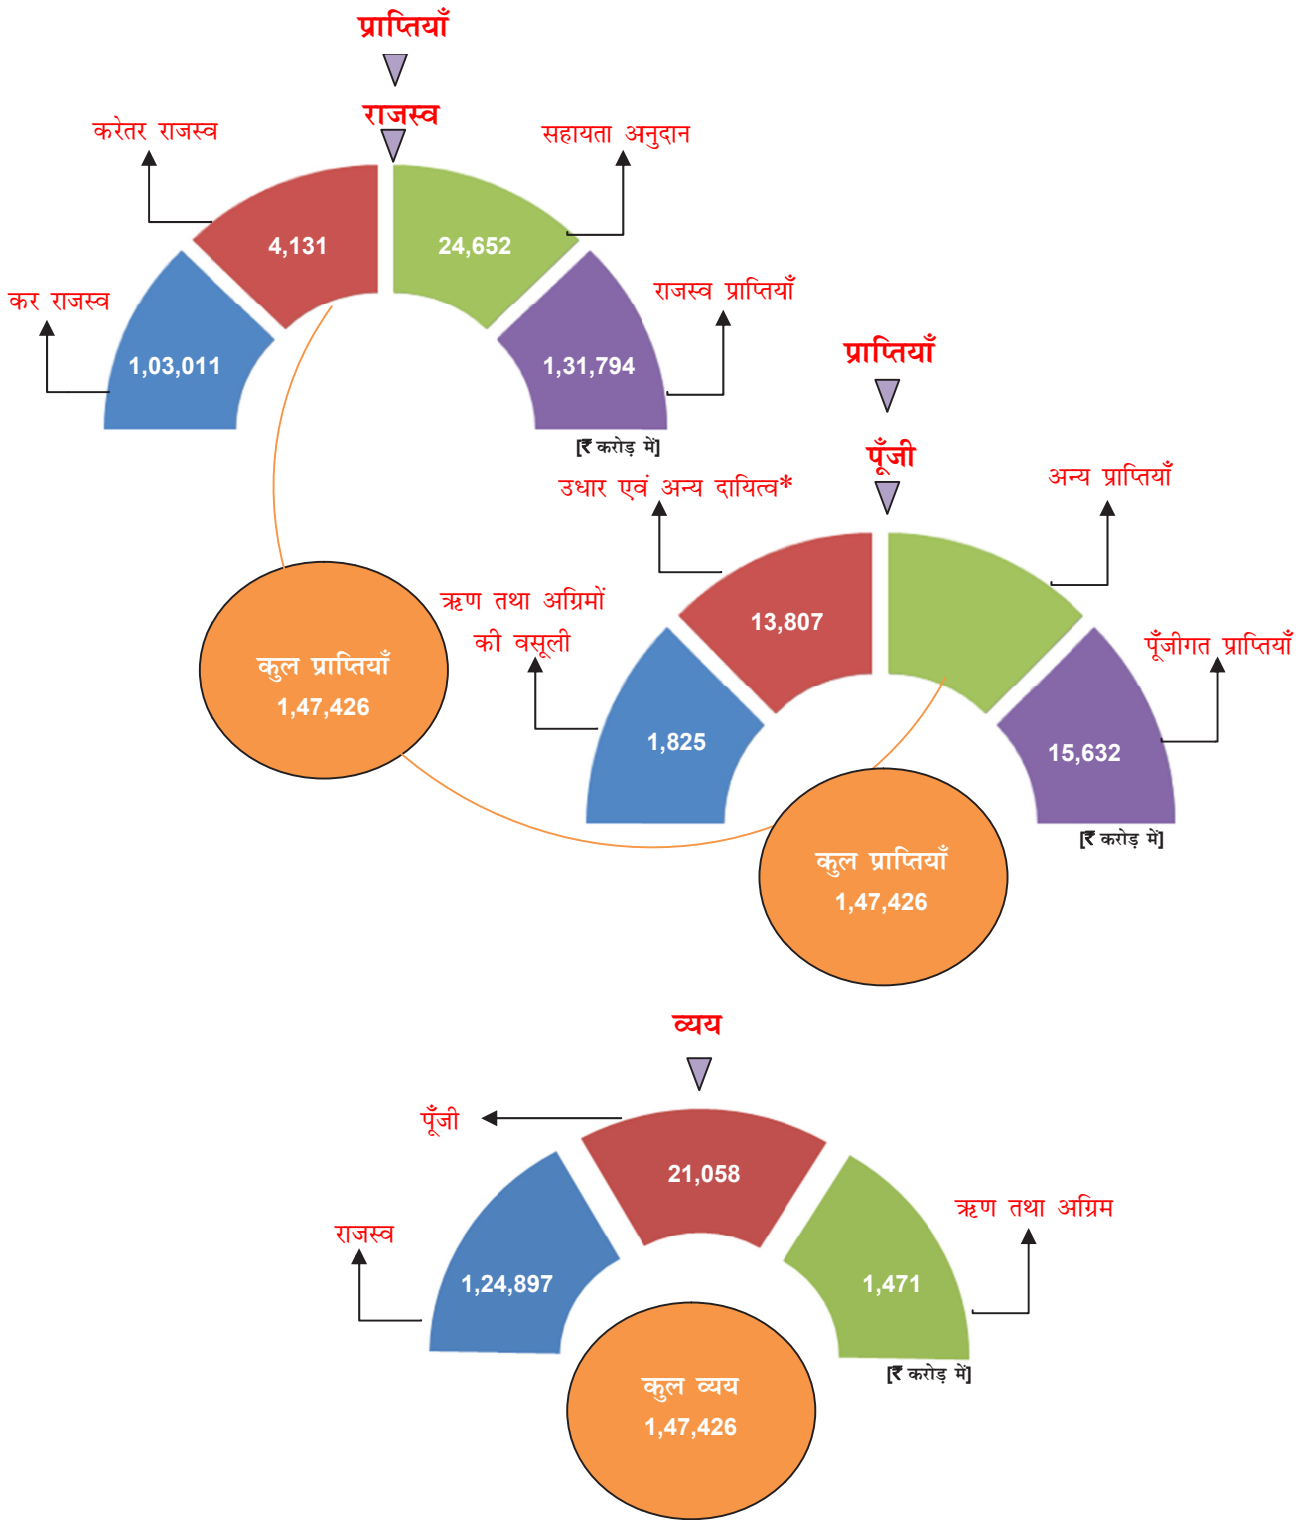 प्राप्तियाँ
राजस्व
करेतर राजस्व
सहायता अनुदान
4,131
24,652
कर राजस्व
राजस्व प्राप्तियाँ
1,03,011
1,31,794
[₹ करोड़ में]
प्राप्तियाँ
पूँजी
उधार एवं अन्य दायित्व*
अन्य प्राप्तियाँ
ऋण तथा अग्रिमों
की वसूली
13,807
पूँजीगत प्राप्तियाँ
1,825
15,632
[₹ करोड़ में]
कुल प्राप्तियाँ
1,47,426
कुल प्राप्तियाँ
1,47,426
व्यय
पूँजी
21,058
राजस्व
ऋण तथा अग्रिम
1,24,897
1,471
[₹ करोड़ में]
कुल व्यय
1,47,426